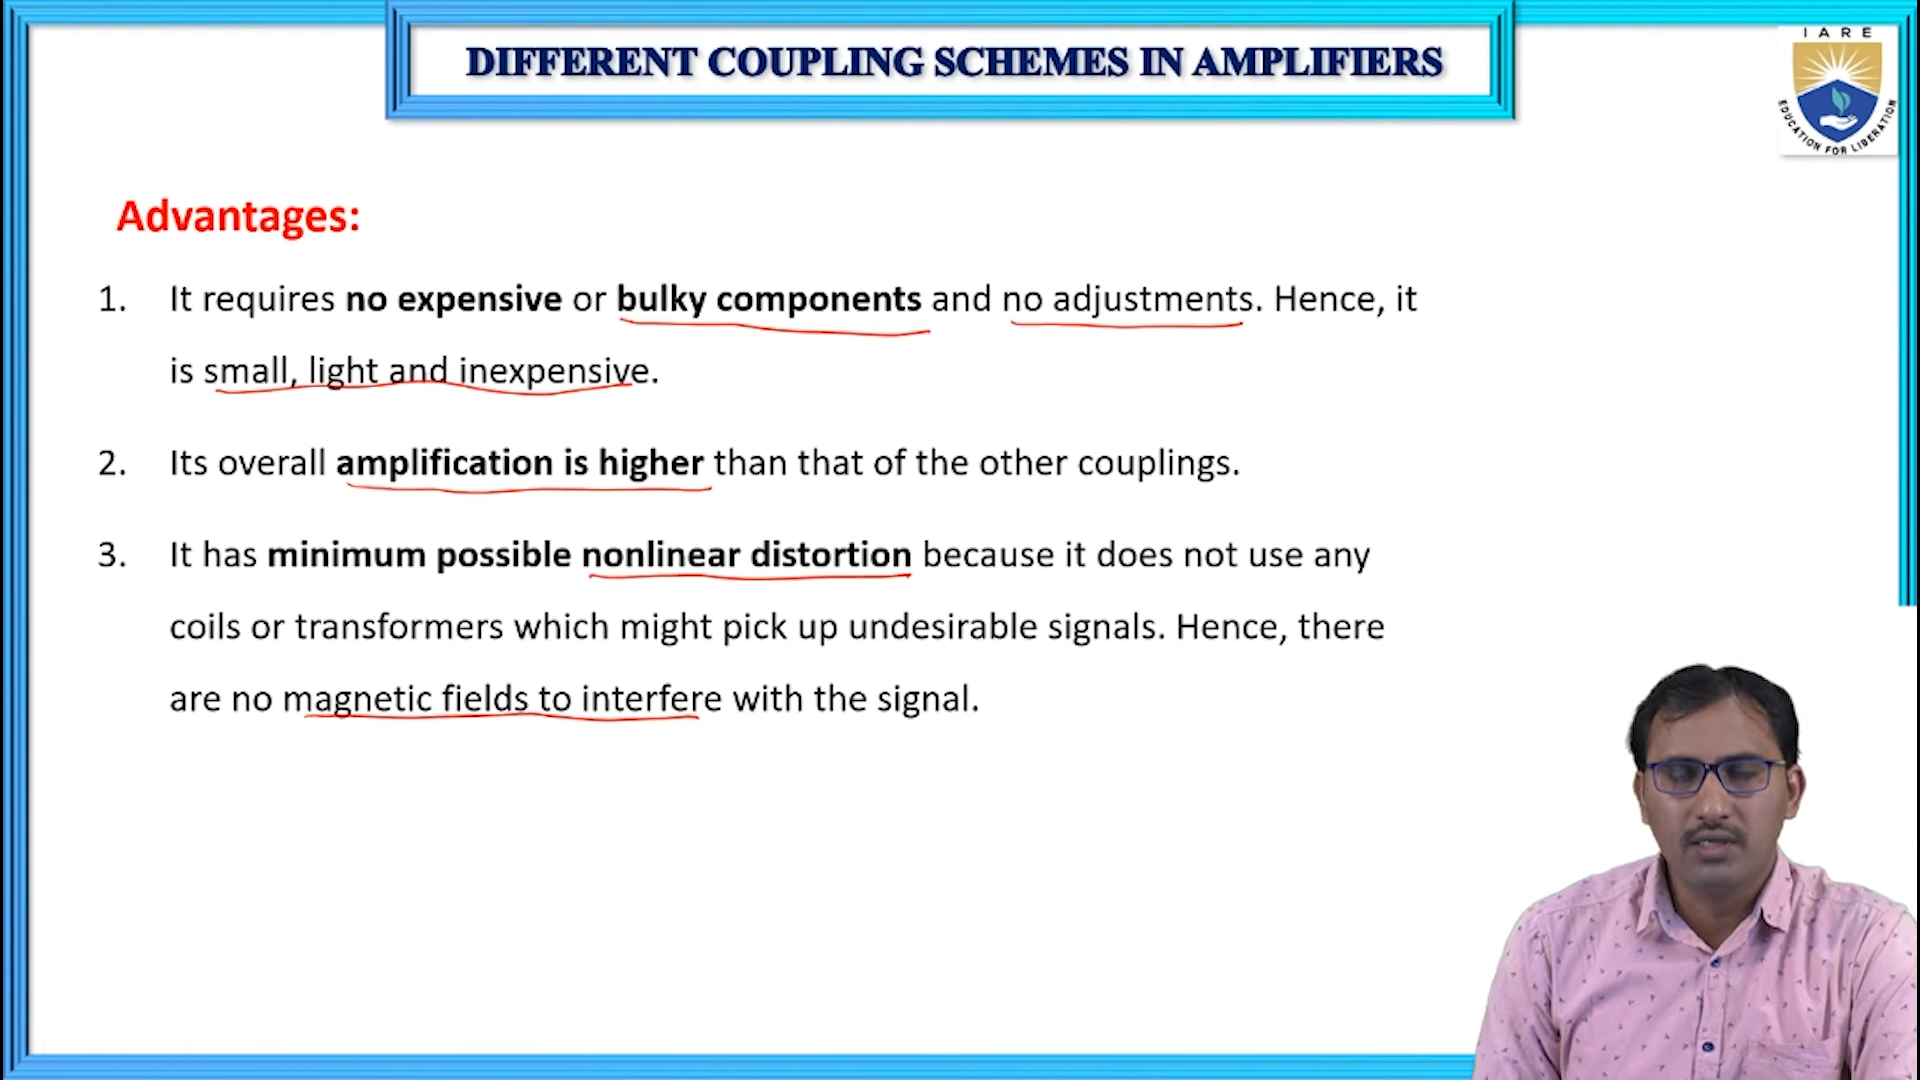 DIFFERENT COUPLING SCHEMES IN AMPLIFIERS
IARE
EDUCATION FOR LIBERATION
Advantages:
1. It requires no expensive or bulky components and no adjustments. Hence, it
is small, light and inexpensive.
2. Its overall amplification is higher than that of the other couplings.
3. It has minimum possible nonlinear distortion because it does not use any
coils or transformers which might pick up undesirable signals. Hence, there
are no magnetic fields to interfere with the signal.